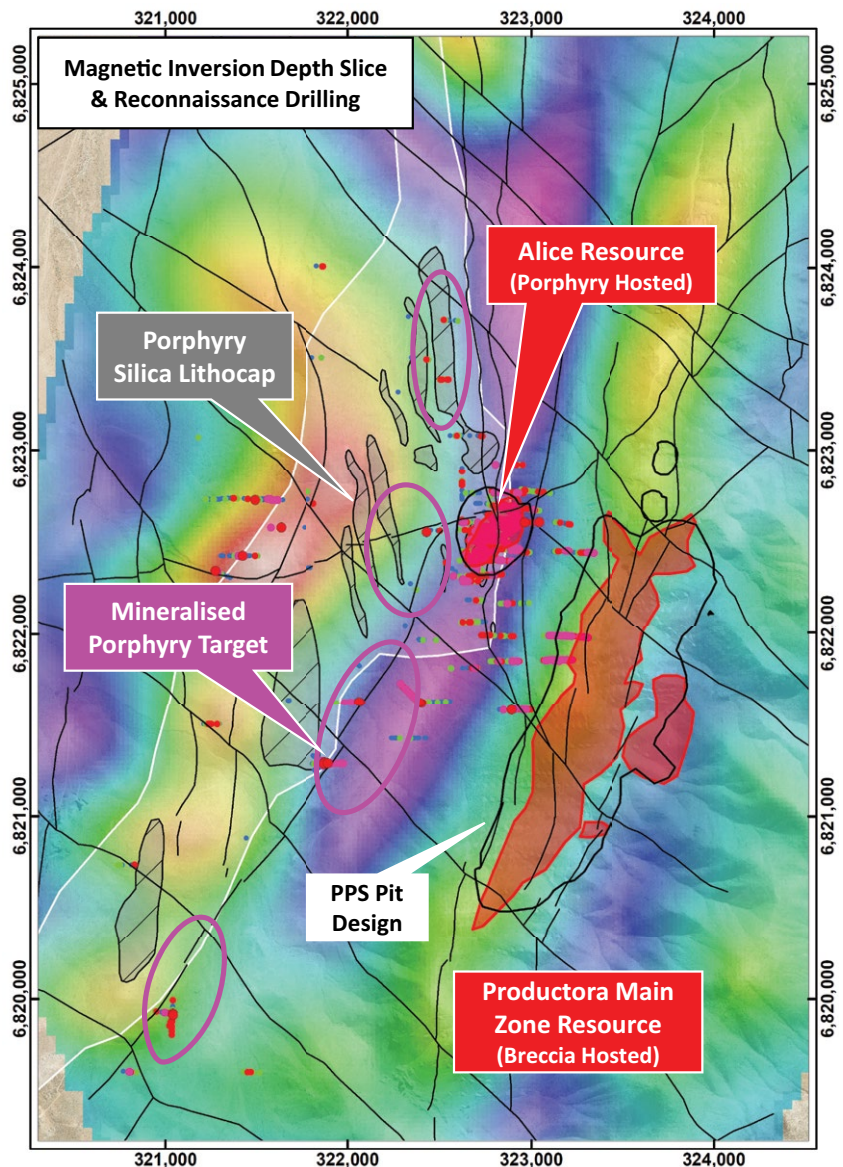 321,000 322,000 323,000 324,000
Magnetic Inversion Depth Slice
& Reconnaissance Drilling
6,825,000 6,825,000
Alice Resource
(Porphyry Hosted)
6,824,000 6,824,000
Porphyry
Silica Lithocap
6,823,000 6,823,000
Mineralised
Porphyry Target
6,822,000 6,822,000
6,821,000 6,821,000
PPS Pit
Design
Productora Main
Zone Resource
(Breccia Hosted)
6,820,000 6,820,000
321,000 322,000 323,000 324,000